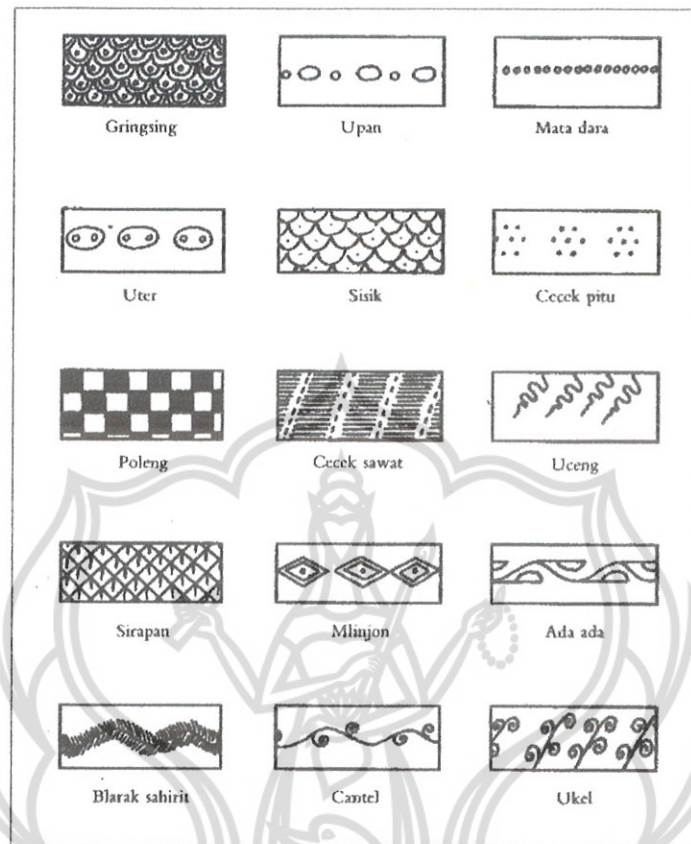 Gringsing Upan Mata dara
Uter Sisik Cecek pitu
Poleng Cecek sawat Uceng
Sirapan Mlinjon Ada ada
Blarak sahirit Cantel Ukel